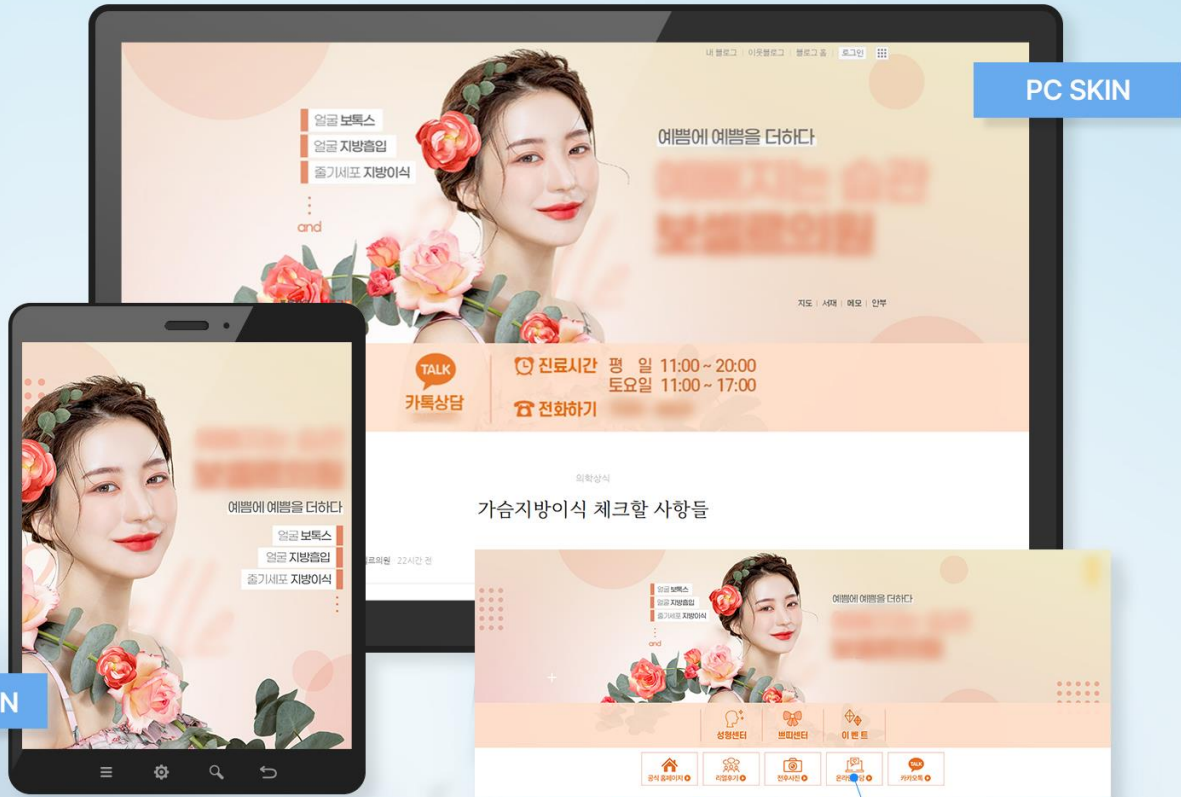 내 블로그 | 이웃블로그 | 블로그 홈 | 로그인
PC SKIN
얼굴 보톡스
얼굴 지방흡입
줄기세포 지방이식
and
예쁨에 예쁨을 더하다
지도 | 서재 | 메모 | 안부
TALK
카톡상담
진료시간 평 일 11:00 ~ 20:00
토요일 11:00 ~ 17:00
전화하기
의학상식
가슴지방이식 체크할 사항들
르의원 · 22시간 전
예쁨에 예쁨을 더하다
얼굴 보톡스
얼굴 지방흡입
줄기세포 지방이식
N
얼굴 보톡스
얼굴 지방흡입
줄기세포 지방이식
and
예쁨에 예쁨을 더하다
성형센터
쁘띠센터
이벤트
공식 홈페이지
리얼후기
전후사진
온라인 담
TALK
카카오톡